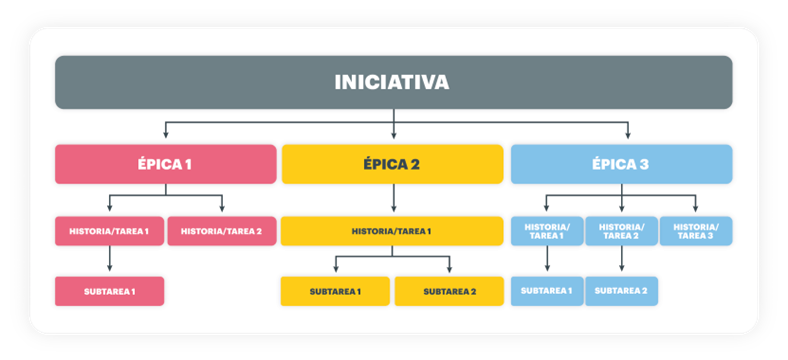 INICIATIVA
ÉPICA 1
ÉPICA 2
ÉPICA 3
HISTORIA/TAREA 1
HISTORIA/TAREA 2
HISTORIA/TAREA 1
HISTORIA/
TAREA 1
HISTORIA/
TAREA 2
HISTORIA/
TAREA 3
SUBTAREA 1
SUBTAREA 1
SUBTAREA 2
SUBTAREA 1
SUBTAREA 2